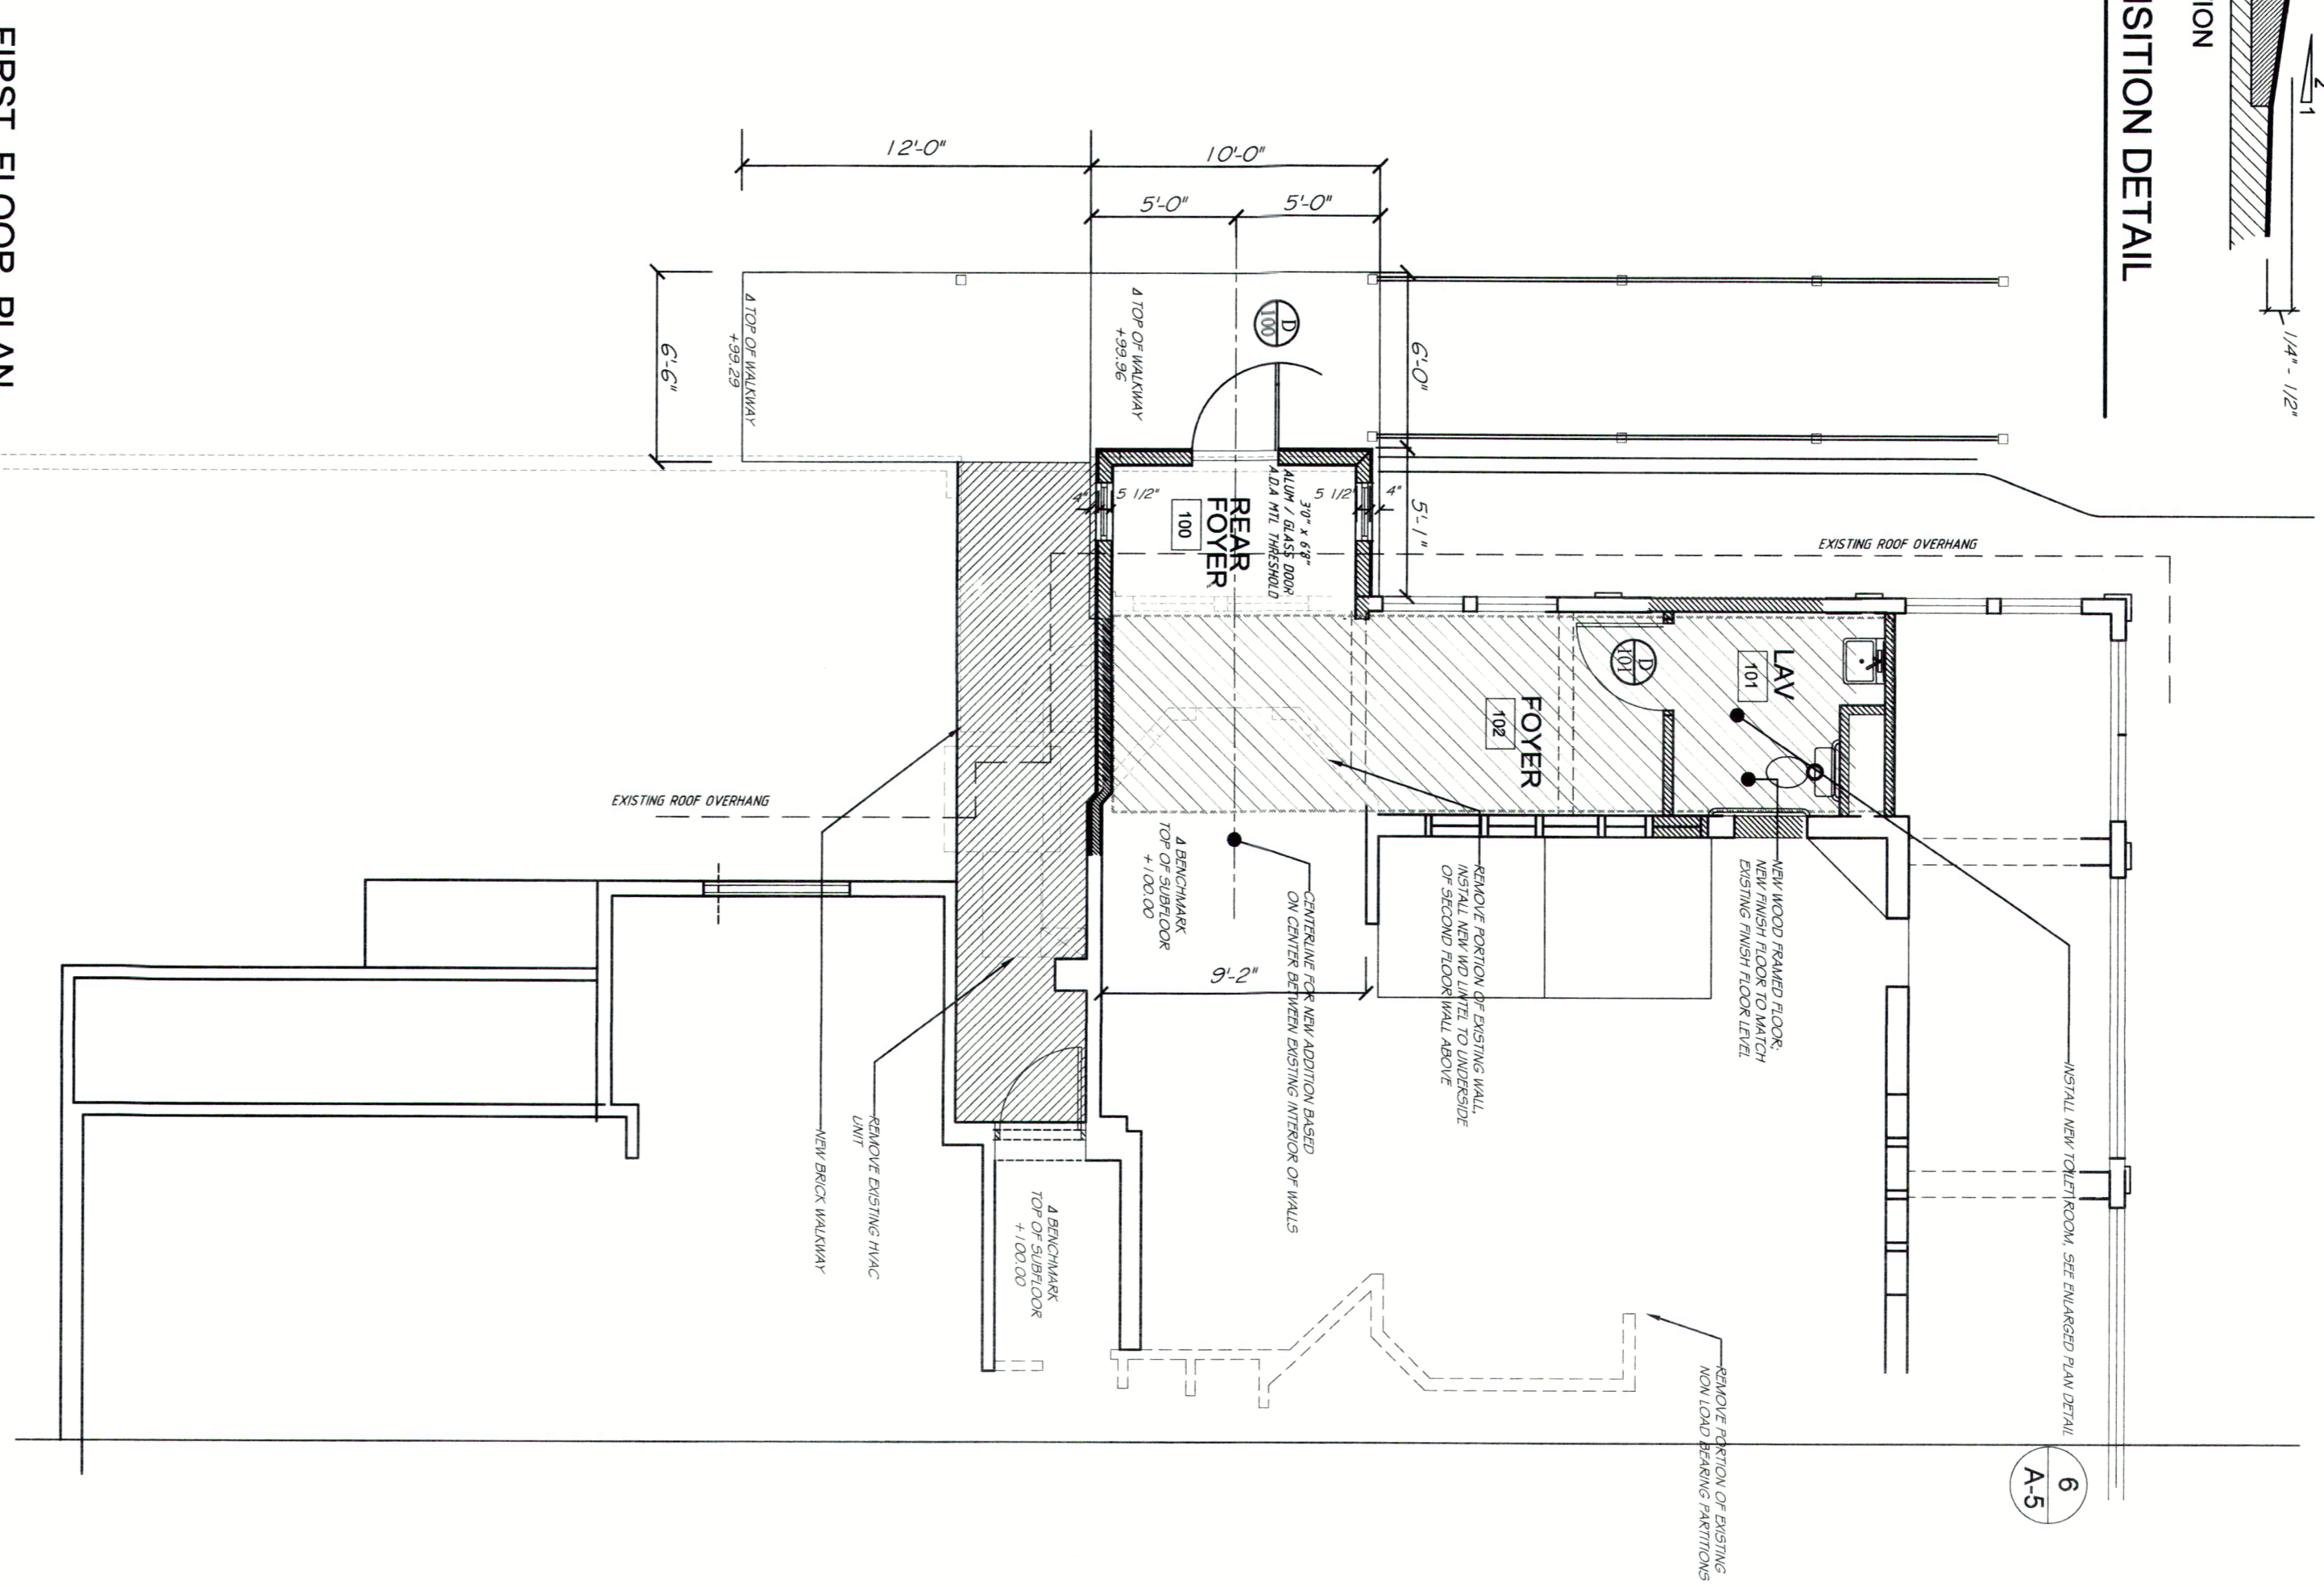 ISITION DETAIL
ION
2
1
1/4" - 1/2"
12'-0"
10'-0"
5'-0"
5'-0"
6'-6"
6'-0"
5'-1"
Δ TOP OF WALKWAY
+99.29
Δ TOP OF WALKWAY
+99.96
D
100
4"
5 1/2"
5 1/2"
4"
3'0" x 6'8"
ALUM / GLASS DOOR
A.D.A MTL THRESHOLD
REAR
FOYER
100
EXISTING ROOF OVERHANG
D
101
LAV
101
FOYER
102
EXISTING ROOF OVERHANG
Δ BENCHMARK
TOP OF SUBFLOOR
+100.00
9'-2"
CENTERLINE FOR NEW ADDITION BASED
ON CENTER BETWEEN EXISTING INTERIOR OF WALLS
REMOVE PORTION OF EXISTING WALL,
INSTALL NEW WD LINTEL TO UNDERSIDE
OF SECOND FLOOR WALL ABOVE
NEW WOOD FRAMED FLOOR;
NEW FINISH FLOOR TO MATCH
EXISTING FINISH FLOOR LEVEL
INSTALL NEW TOILET ROOM, SEE ENLARGED PLAN DETAIL
6
A-5
REMOVE EXISTING HVAC
UNIT
NEW BRICK WALKWAY
Δ BENCHMARK
TOP OF SUBFLOOR
+100.00
REMOVE PORTION OF EXISTING
NON LOAD BEARING PARTITIONS
FIRST FLOOR PLAN